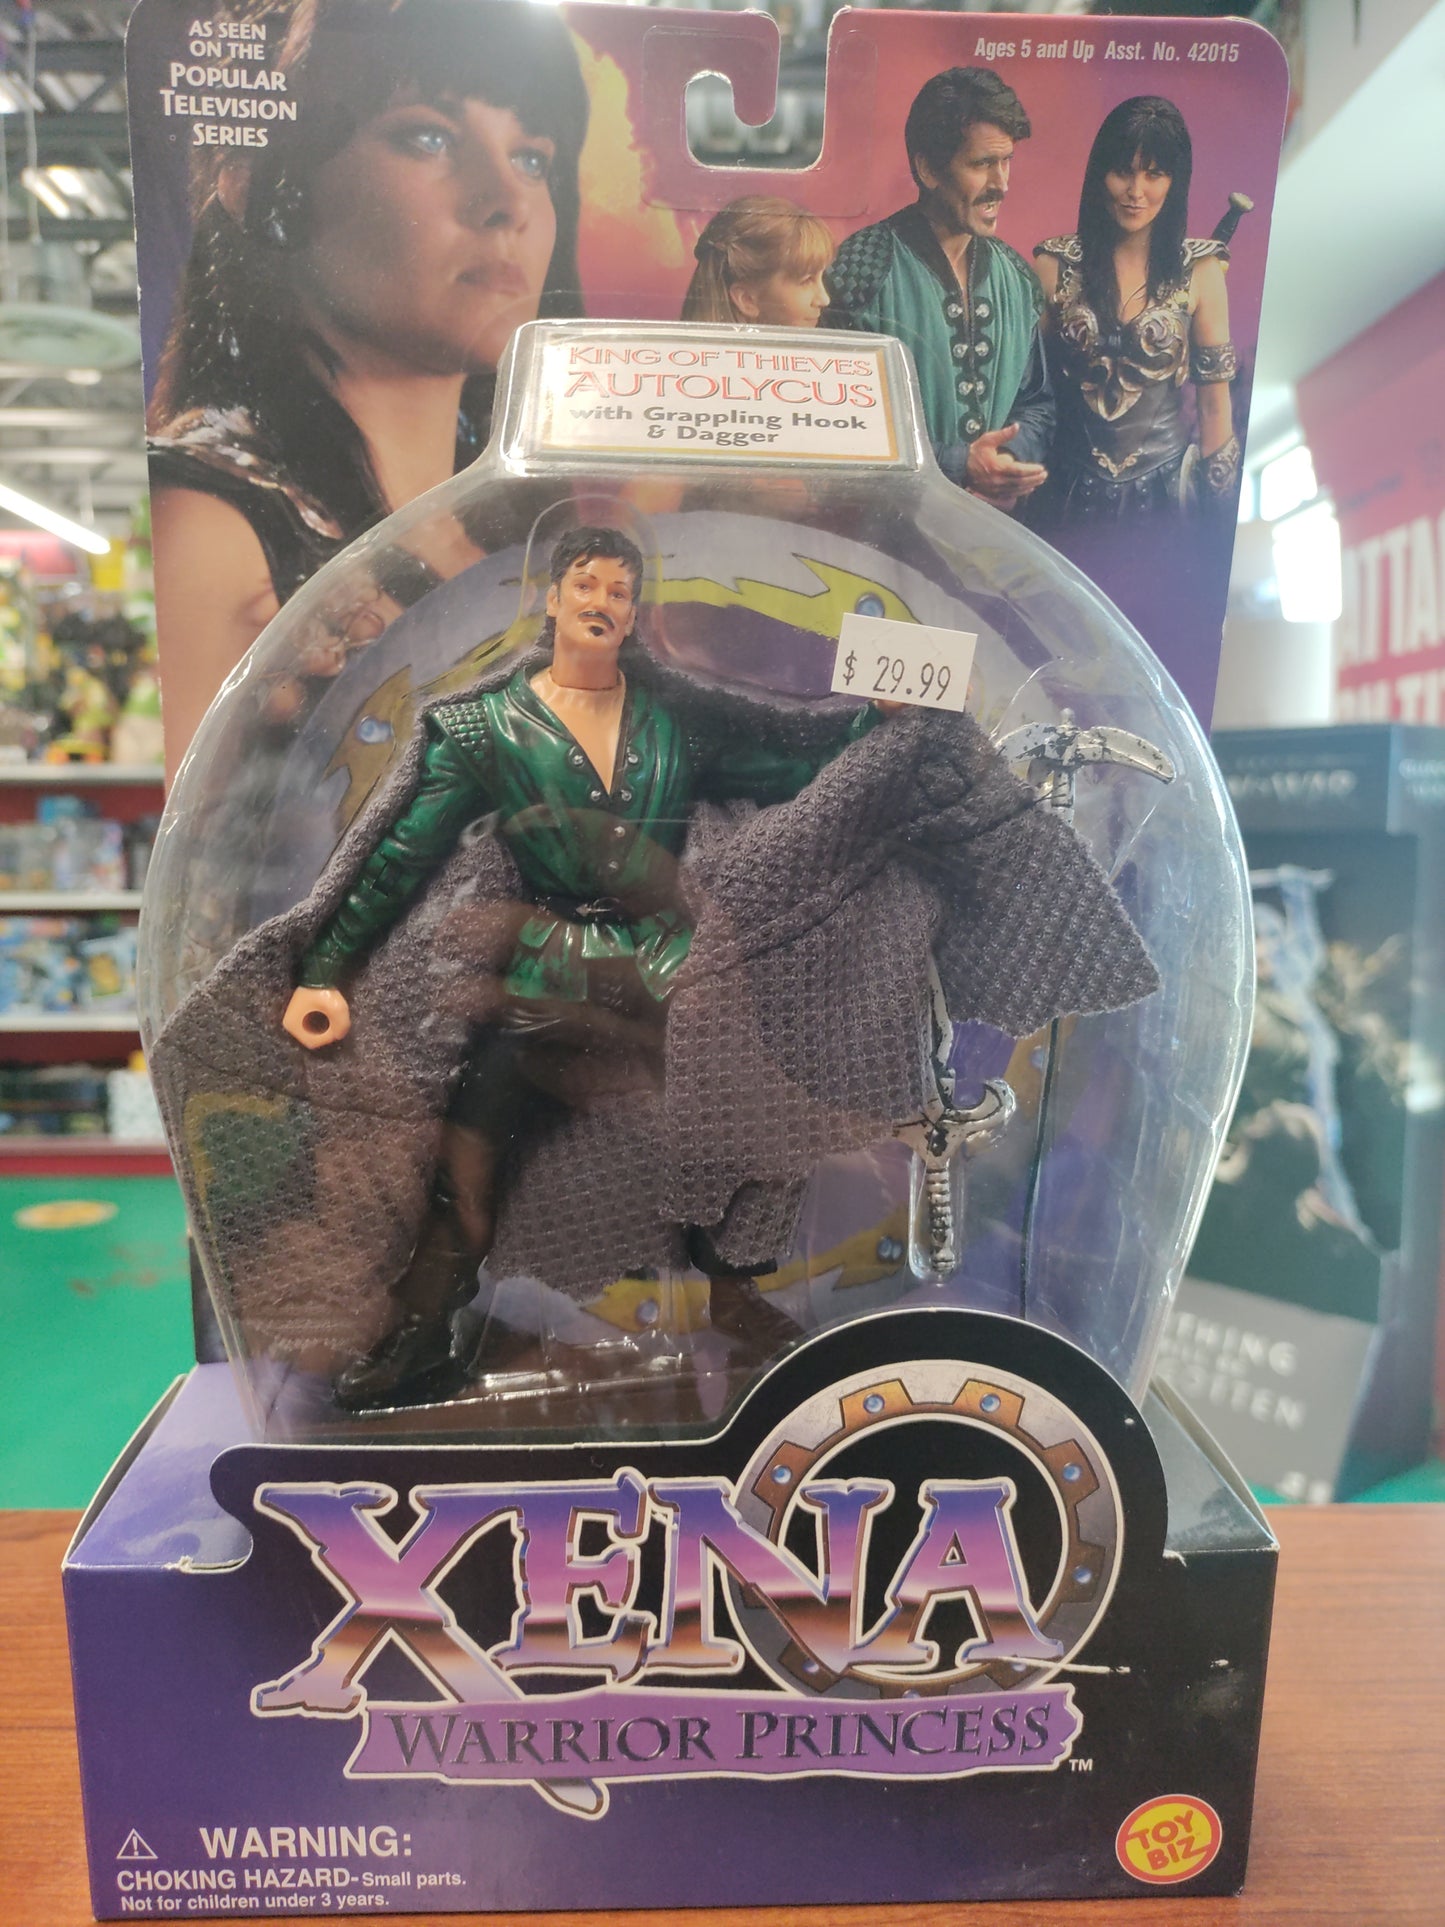 AS SEEN
ON THE
POPULAR
TELEVISION
SERIES
Ages 5 and Up Asst. No. 42015
KING OF THIEVES
AUTOLYCUS
with Grappling Hook
& Dagger
$ 29.99
XENA
WARRIOR PRINCESS
TM
WARNING:
CHOKING HAZARD-Small parts.
Not for children under 3 years.
TOY
BIZ